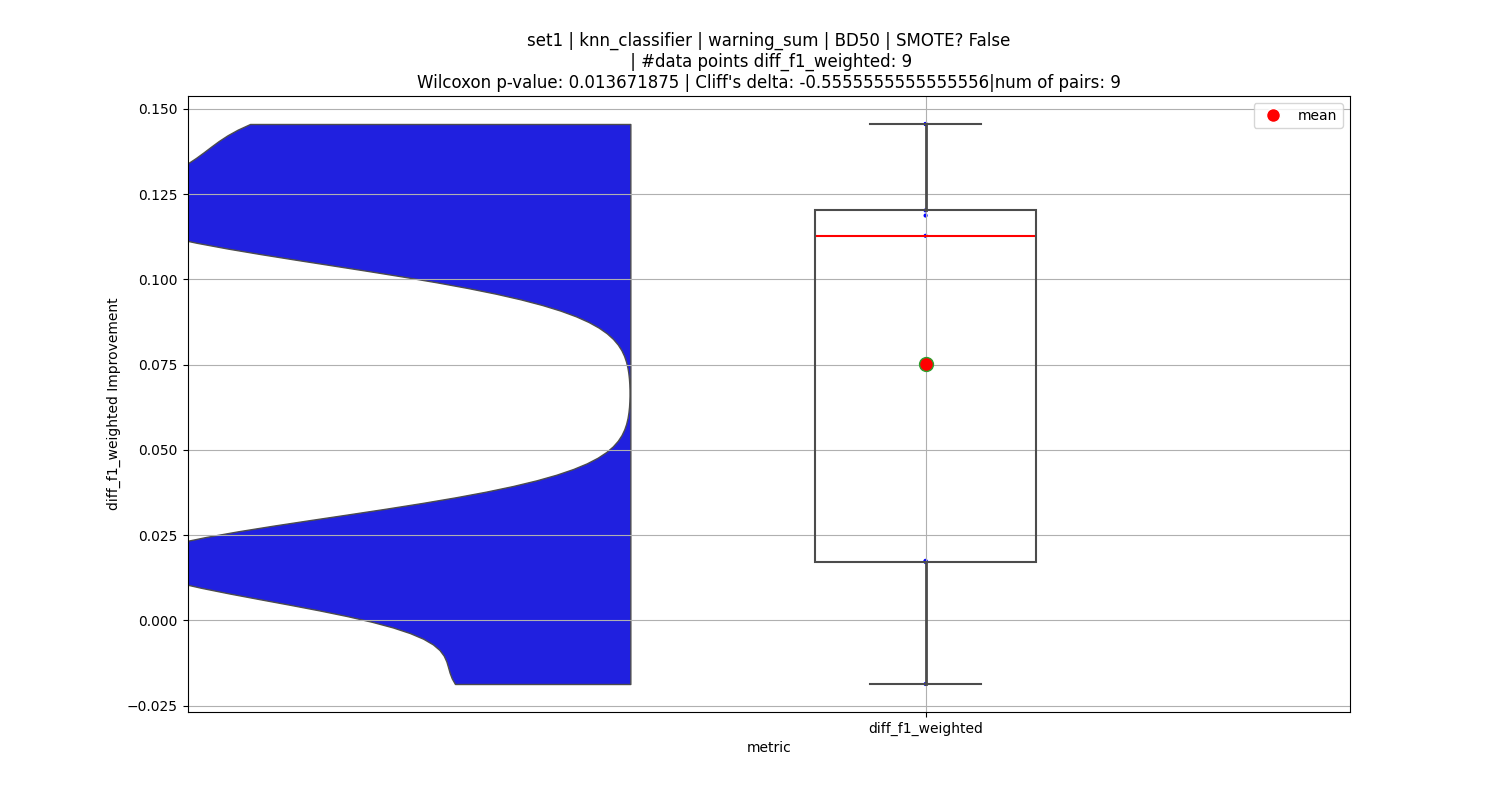 set1 | knn_classifier | warning_sum | BD50 | SMOTE? False
| #data points diff_f1_weighted: 9
Wilcoxon p-value: 0.013671875 | Cliff's delta: -0.5555555555555556|num of pairs: 9
mean
0.150
0.125
0.100
0.075
0.050
0.025
0.000
−0.025
diff_f1_weighted Improvement
diff_f1_weighted
metric